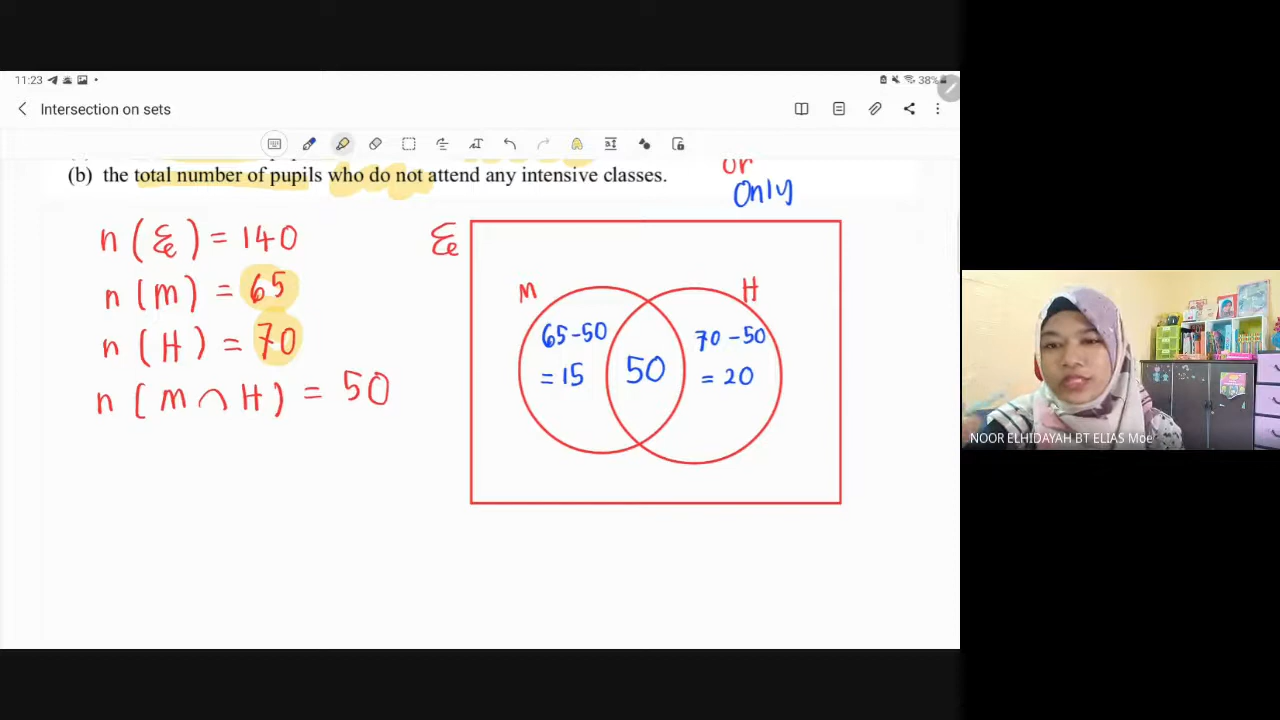 11:23
38%
Intersection on sets
(b) the total number of pupils who do not attend any intensive classes.
or
Only
n (ξ) = 140
n (M) = 65
n (H) = 70
n (M ∩ H) = 50
ξ
M
H
65-50
= 15
50
70-50
= 20
NOOR ELHIDAYAH BT ELIAS Moe